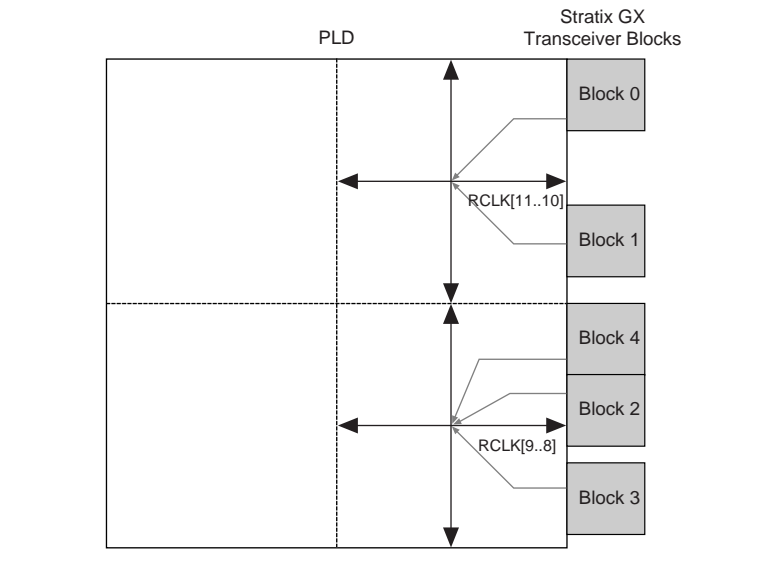 PLD
Stratix GX
Transceiver Blocks
Block 0
RCLK[11..10]
Block 1
Block 4
Block 2
RCLK[9..8]
Block 3